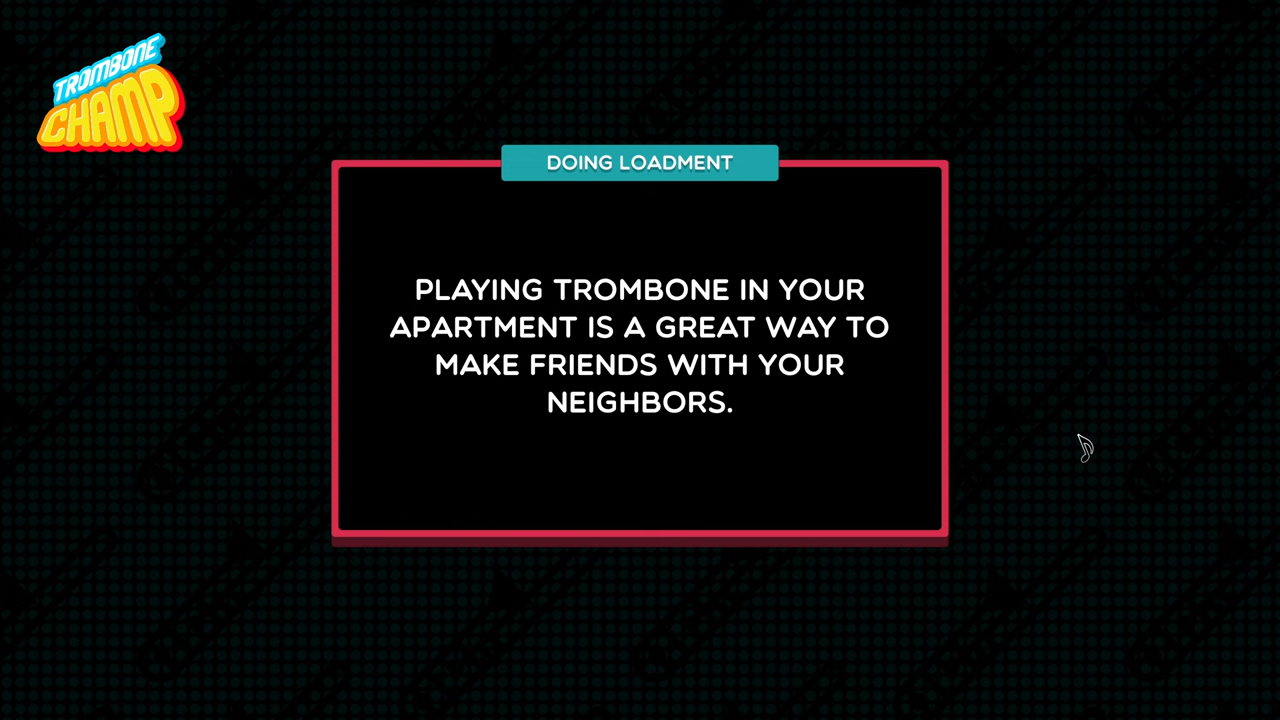 TROMBONE
CHAMP
DOING LOADMENT
PLAYING TROMBONE IN YOUR
APARTMENT IS A GREAT WAY TO
MAKE FRIENDS WITH YOUR
NEIGHBORS.